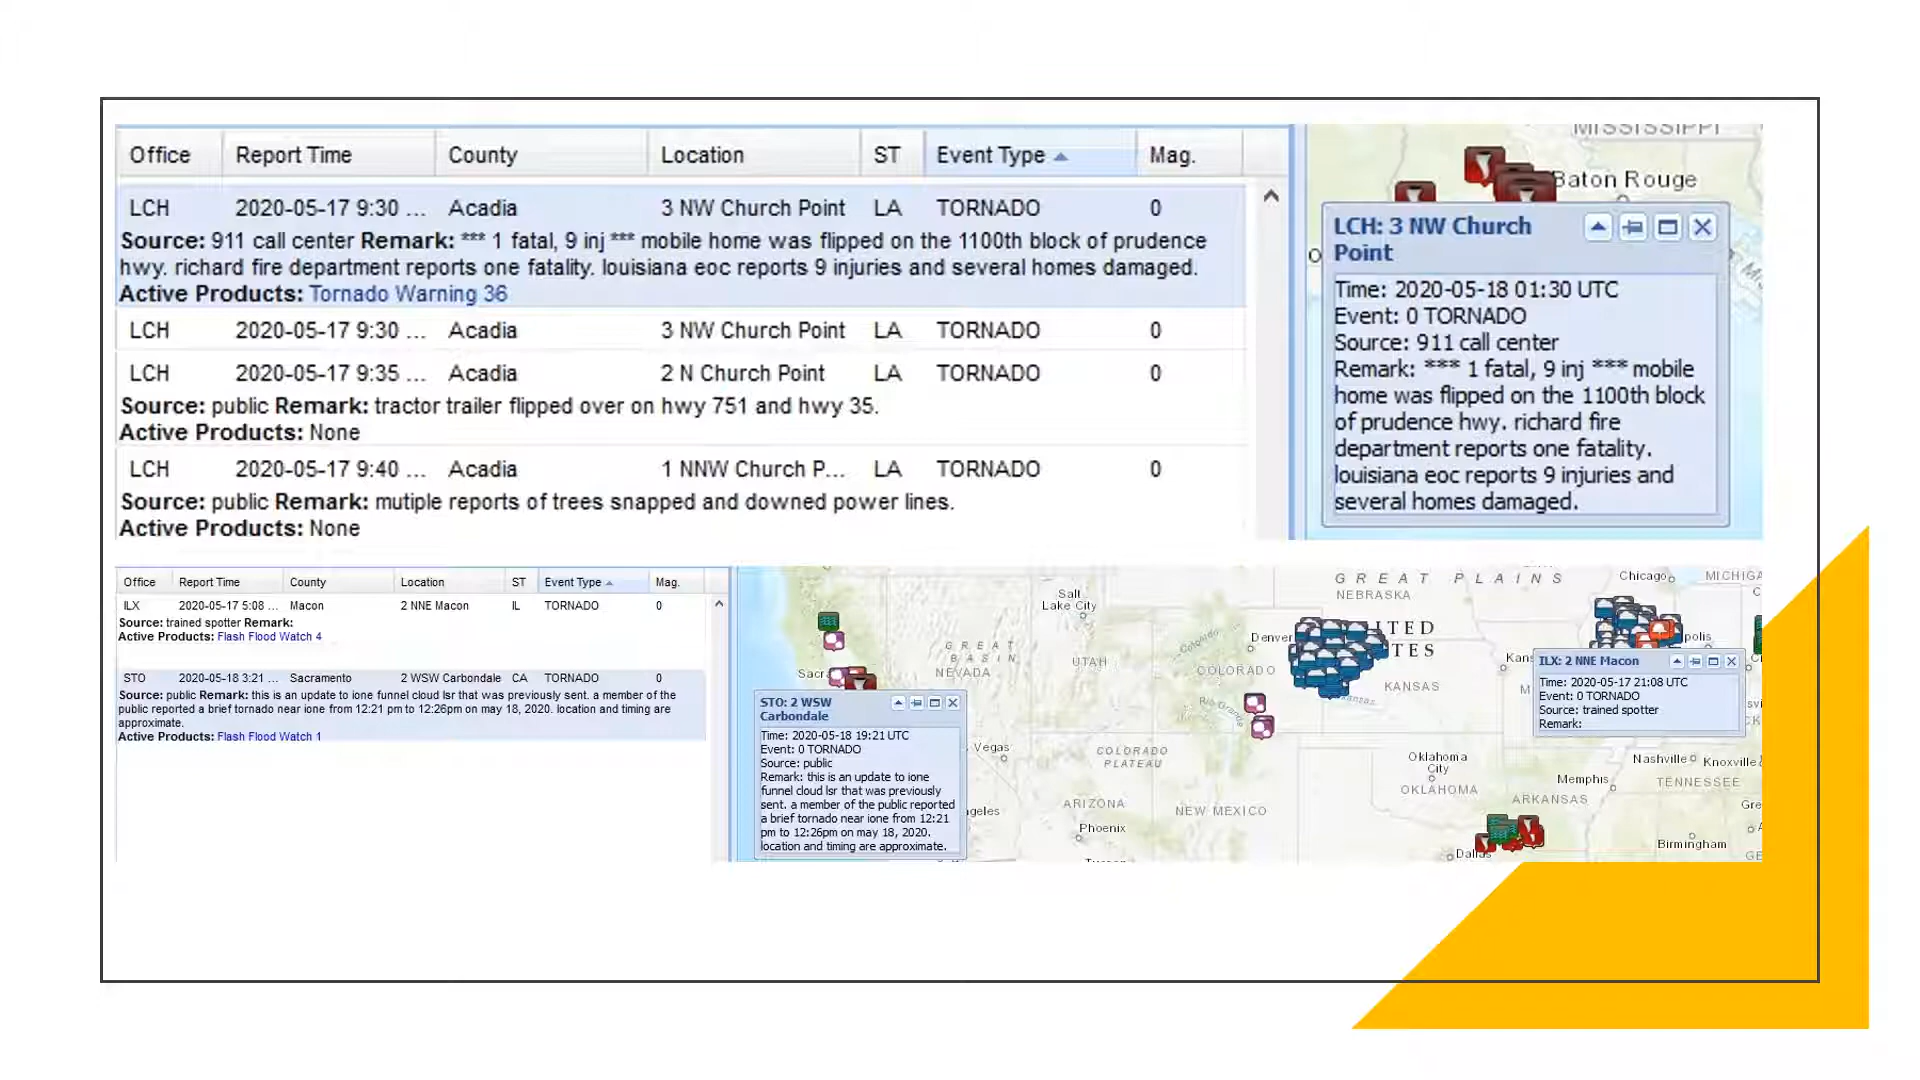 Office Report Time County Location ST Event Type Mag.
LCH 2020-05-17 9:30 ... Acadia 3 NW Church Point LA TORNADO 0
Source: 911 call center Remark: *** 1 fatal, 9 inj *** mobile home was flipped on the 1100th block of prudence
hwy. richard fire department reports one fatality. louisiana eoc reports 9 injuries and several homes damaged.
Active Products: Tornado Warning 36
LCH 2020-05-17 9:30 ... Acadia 3 NW Church Point LA TORNADO 0
LCH 2020-05-17 9:35 ... Acadia 2 N Church Point LA TORNADO 0
Source: public Remark: tractor trailer flipped over on hwy 751 and hwy 35.
Active Products: None
LCH 2020-05-17 9:40 ... Acadia 1 NNW Church P... LA TORNADO 0
Source: public Remark: mutiple reports of trees snapped and downed power lines.
Active Products: None
MISSISSIPPI
Baton Rouge
LCH: 3 NW Church
Point
Time: 2020-05-18 01:30 UTC
Event: 0 TORNADO
Source: 911 call center
Remark: *** 1 fatal, 9 inj *** mobile
home was flipped on the 1100th block
of prudence hwy. richard fire
department reports one fatality.
louisiana eoc reports 9 injuries and
several homes damaged.
Office Report Time County Location ST Event Type Mag.
ILX 2020-05-17 5:08 ... Macon 2 NNE Macon IL TORNADO 0
Source: trained spotter Remark:
Active Products: Flash Flood Watch 4
STO 2020-05-18 3:21 ... Sacramento 2 WSW Carbondale CA TORNADO 0
Source: public Remark: this is an update to ione funnel cloud lsr that was previously sent. a member of the
public reported a brief tornado near ione from 12:21 pm to 12:26pm on may 18, 2020. location and timing are
approximate.
Active Products: Flash Flood Watch 1
GREAT PLAINS
NEBRASKA
Chicago
MICHIGA
Salt
Lake City
Denver
ITED
TES
polis
GREAT
BASIN
NEVADA
UTAH
COLORADO
Colorado
KANSAS
Kans
Sacr
Rio Grande
Arkansas
ILX: 2 NNE Macon
Time: 2020-05-17 21:08 UTC
Event: 0 TORNADO
Source: trained spotter
Remark:
STO: 2 WSW
Carbondale
Time: 2020-05-18 19:21 UTC
Event: 0 TORNADO
Source: public
Remark: this is an update to ione
funnel cloud lsr that was previously
sent. a member of the public reported
a brief tornado near ione from 12:21
pm to 12:26pm on may 18, 2020.
location and timing are approximate.
Vegas
COLORADO
PLATEAU
Oklahoma
City
OKLAHOMA
Nashville
Knoxville
Memphis
TENNESSEE
ARKANSAS
ngeles
ARIZONA
NEW MEXICO
Phoenix
Dallas
Birmingham